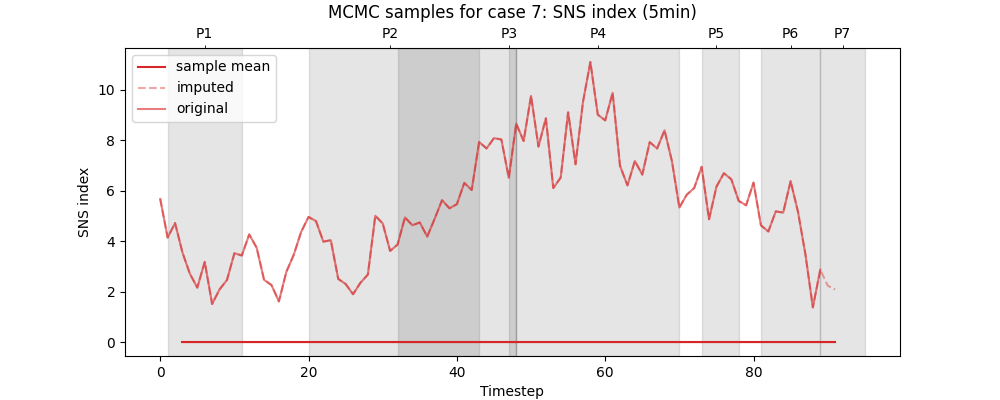 MCMC samples for case 7: SNS index (5min)
P1 P2 P3 P4 P5 P6 P7
sample mean
imputed
original
SNS index
10
8
6
4
2
0
0 20 40 60 80
Timestep